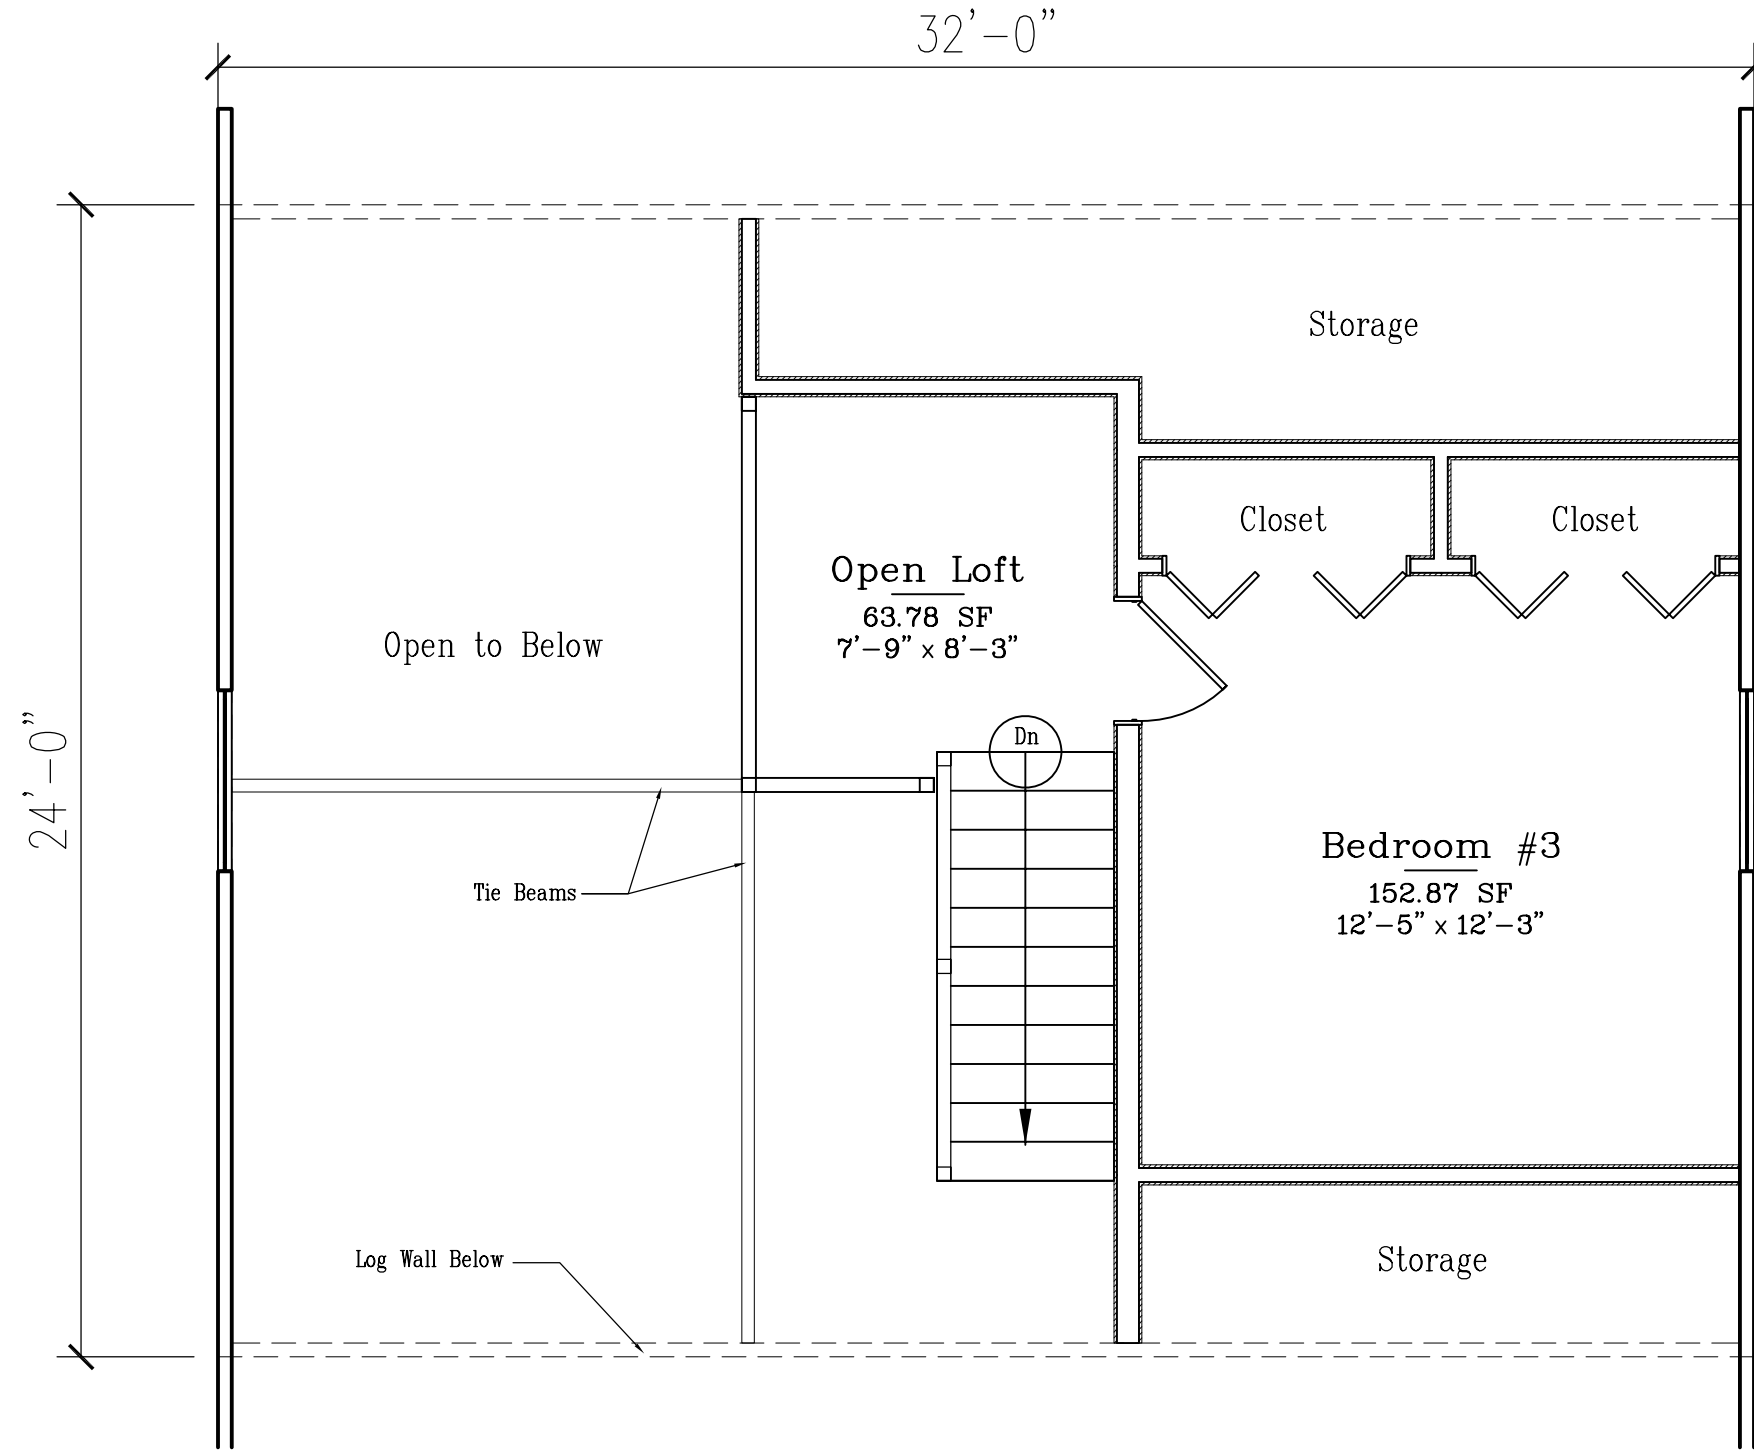 32'-0"
Storage
Closet
Closet
Open Loft
63.78 SF
7'-9" x 8'-3"
Open to Below
Dn
24'-0"
Bedroom #3
152.87 SF
12'-5" x 12'-3"
Tie Beams
Log Wall Below
Storage